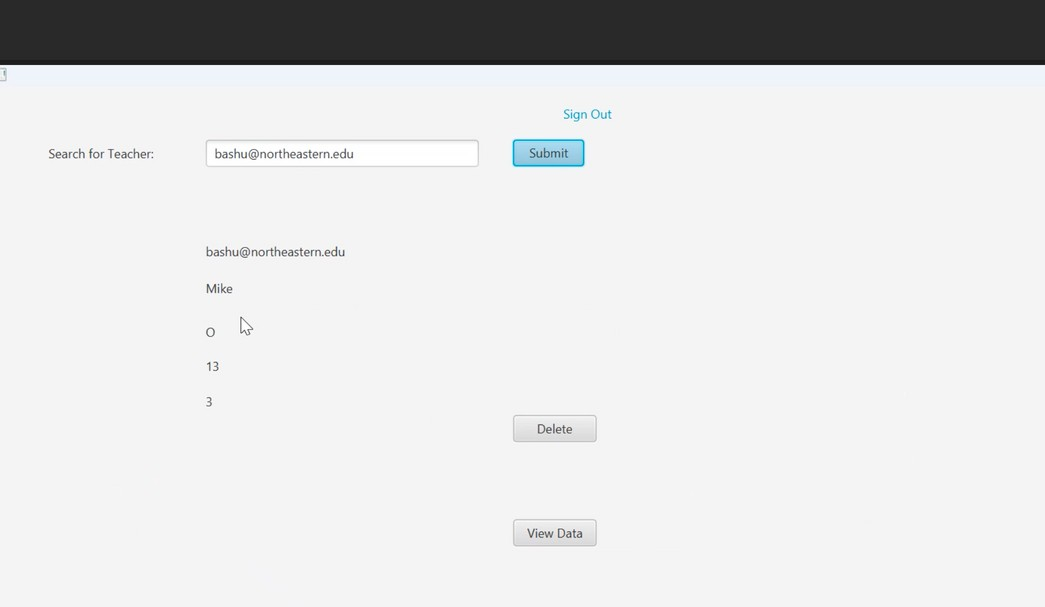 Sign Out
Search for Teacher: bashu@northeastern.edu Submit
bashu@northeastern.edu
Mike
O
13
3
Delete
View Data